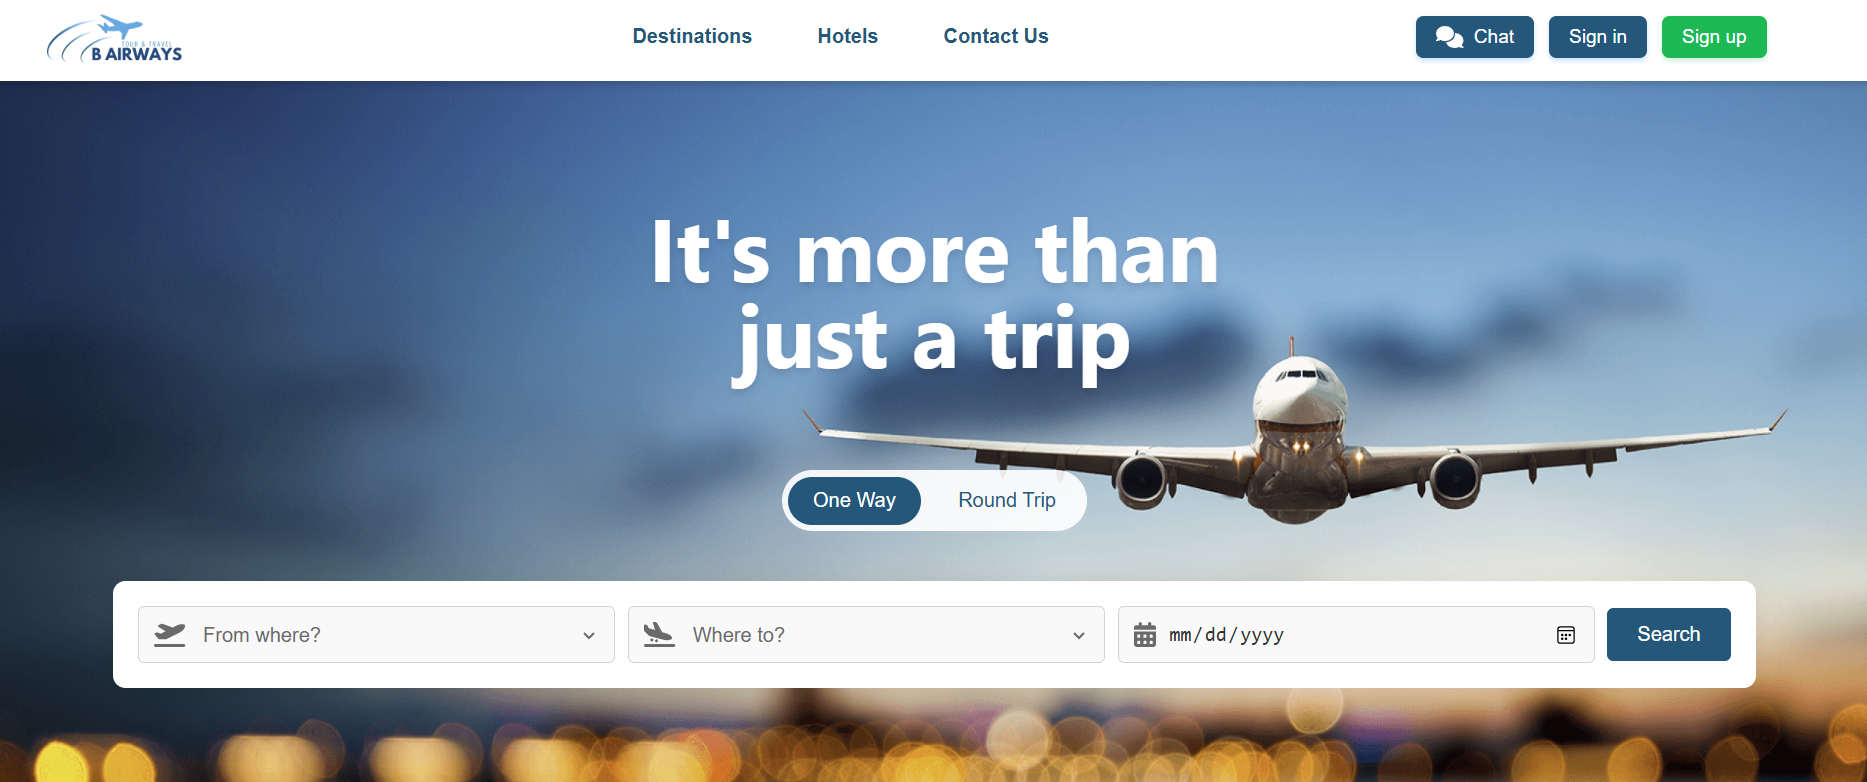 TOUR & TRAVEL
B AIRWAYS
Destinations
Hotels
Contact Us
Chat
Sign in
Sign up
It's more than
just a trip
One Way
Round Trip
From where?
Where to?
mm/dd/yyyy
Search